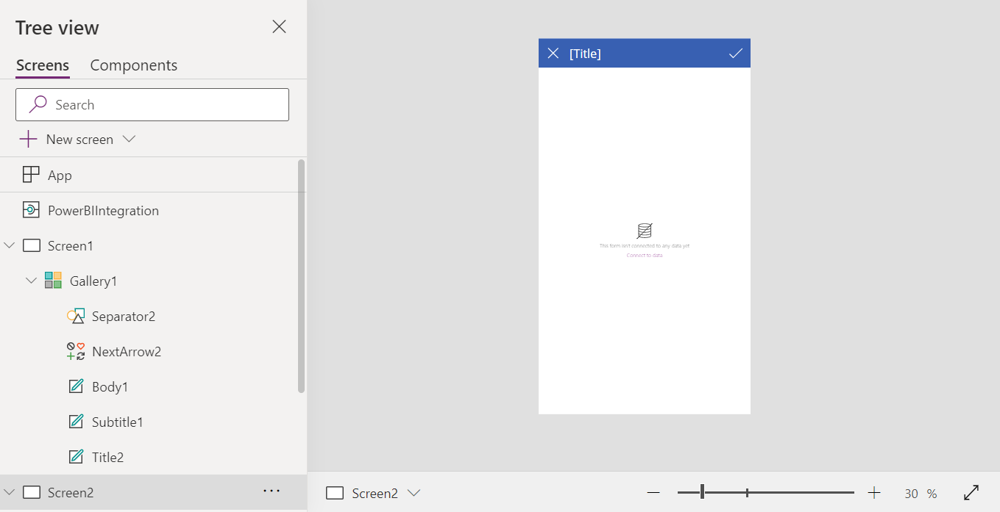 Tree view
Screens Components
Search
New screen
App
PowerBIIntegration
Screen1
Gallery1
Separator2
NextArrow2
Body1
Subtitle1
Title2
Screen2
[Title]
This form isn't connected to any data yet.
Connect to data
Screen2
30 %